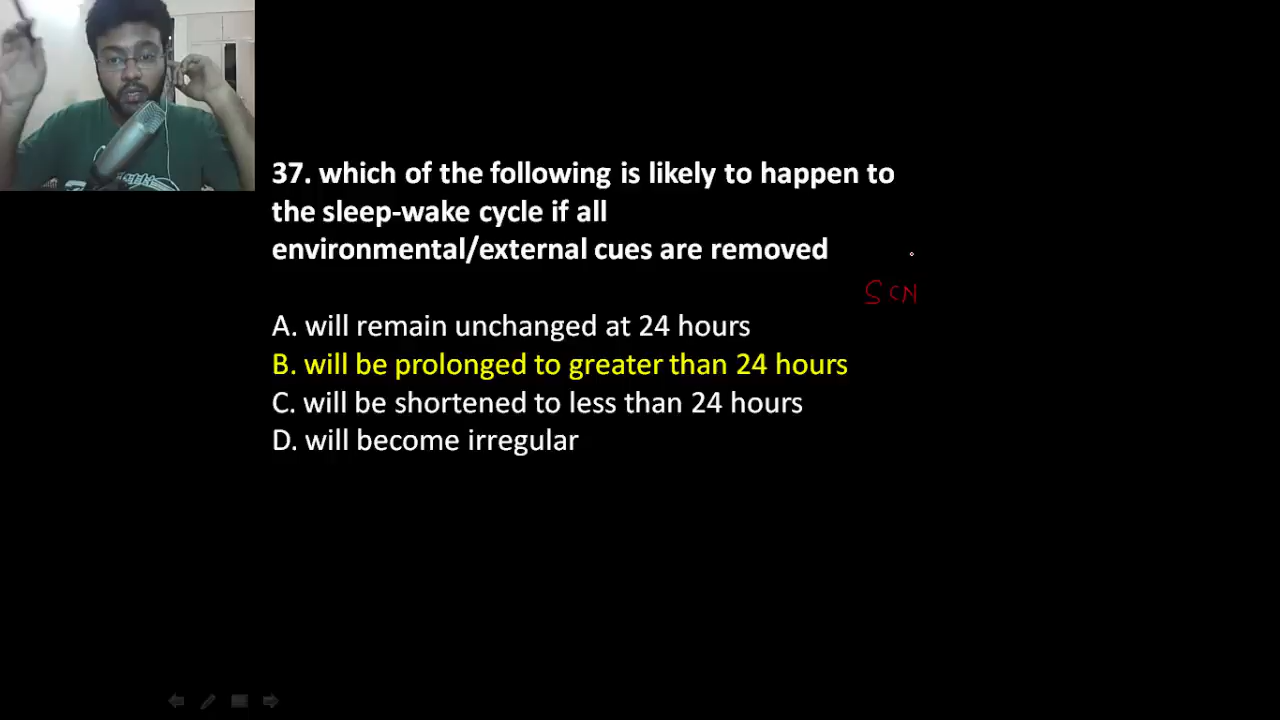 37. which of the following is likely to happen to
the sleep-wake cycle if all
environmental/external cues are removed
SCN
A. will remain unchanged at 24 hours
B. will be prolonged to greater than 24 hours
C. will be shortened to less than 24 hours
D. will become irregular